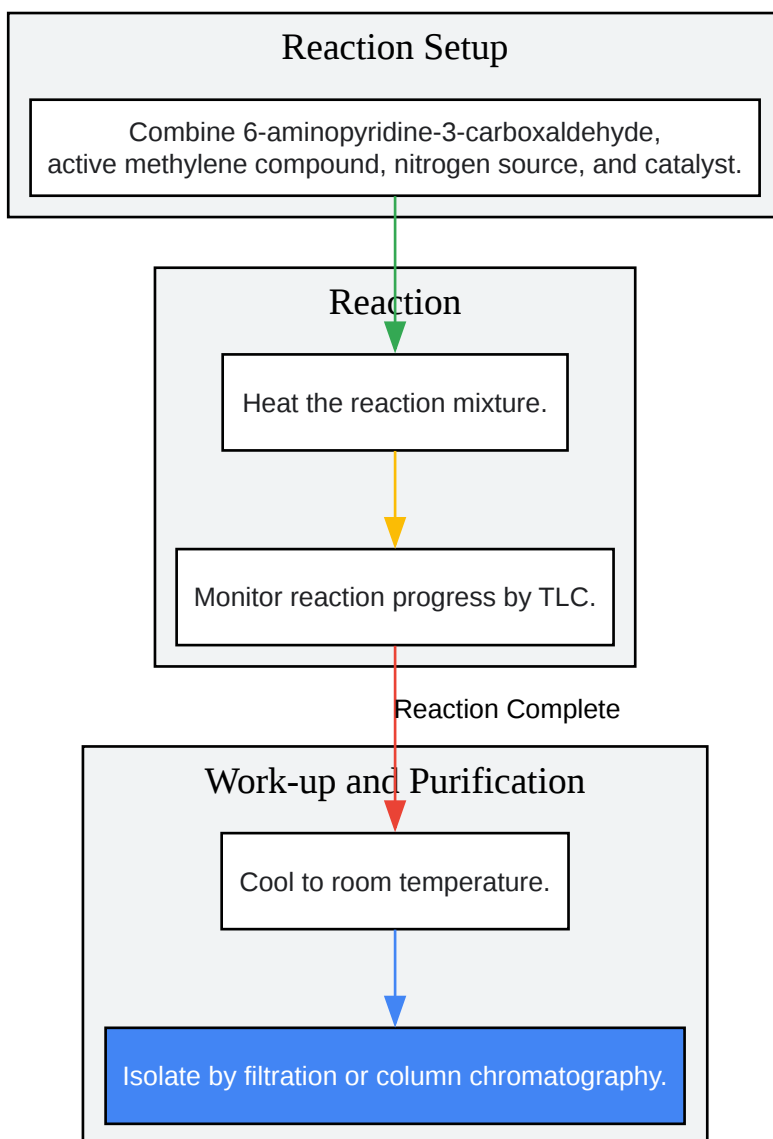 Reaction Setup
Combine 6-aminopyridine-3-carboxaldehyde,
active methylene compound, nitrogen source, and catalyst.
Reaction
Heat the reaction mixture.
Monitor reaction progress by TLC.
Reaction Complete
Work-up and Purification
Cool to room temperature.
Isolate by filtration or column chromatography.